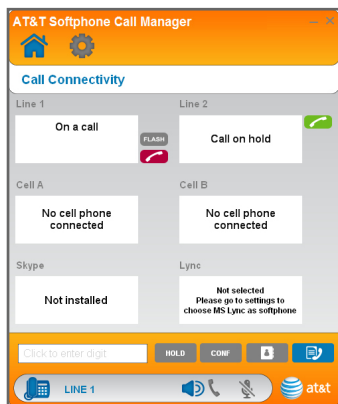 AT&T Softphone Call Manager
Call Connectivity
Line 1
Line 2
On a call
FLASH
Call on hold
Cell A
Cell B
No cell phone
connected
No cell phone
connected
Skype
Lync
Not installed
Not selected
Please go to settings to
choose MS Lync as softphone
Click to enter digit
HOLD
CONF
LINE 1
at&t